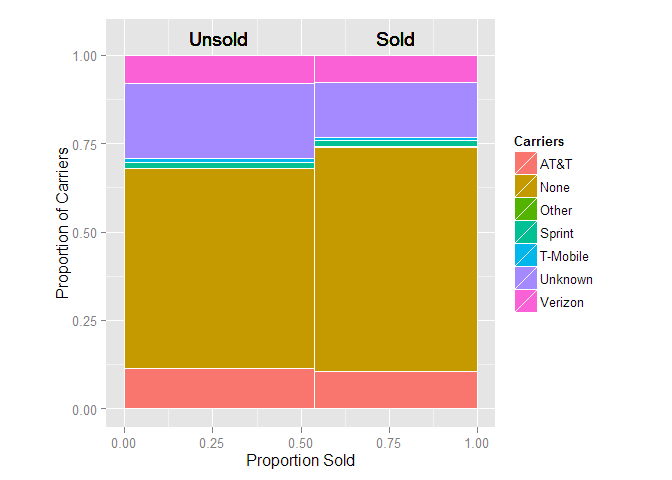 Unsold Sold
1.00
0.75
0.50
0.25
0.00
Proportion of Carriers
0.00 0.25 0.50 0.75 1.00
Proportion Sold
Carriers
AT&T
None
Other
Sprint
T-Mobile
Unknown
Verizon